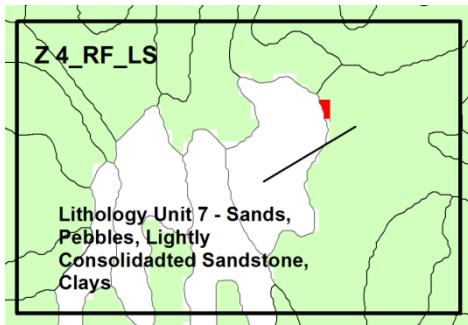 Z 4_RF_LS
Lithology Unit 7 - Sands,
Pebbles, Lightly
Consolidadted Sandstone,
Clays